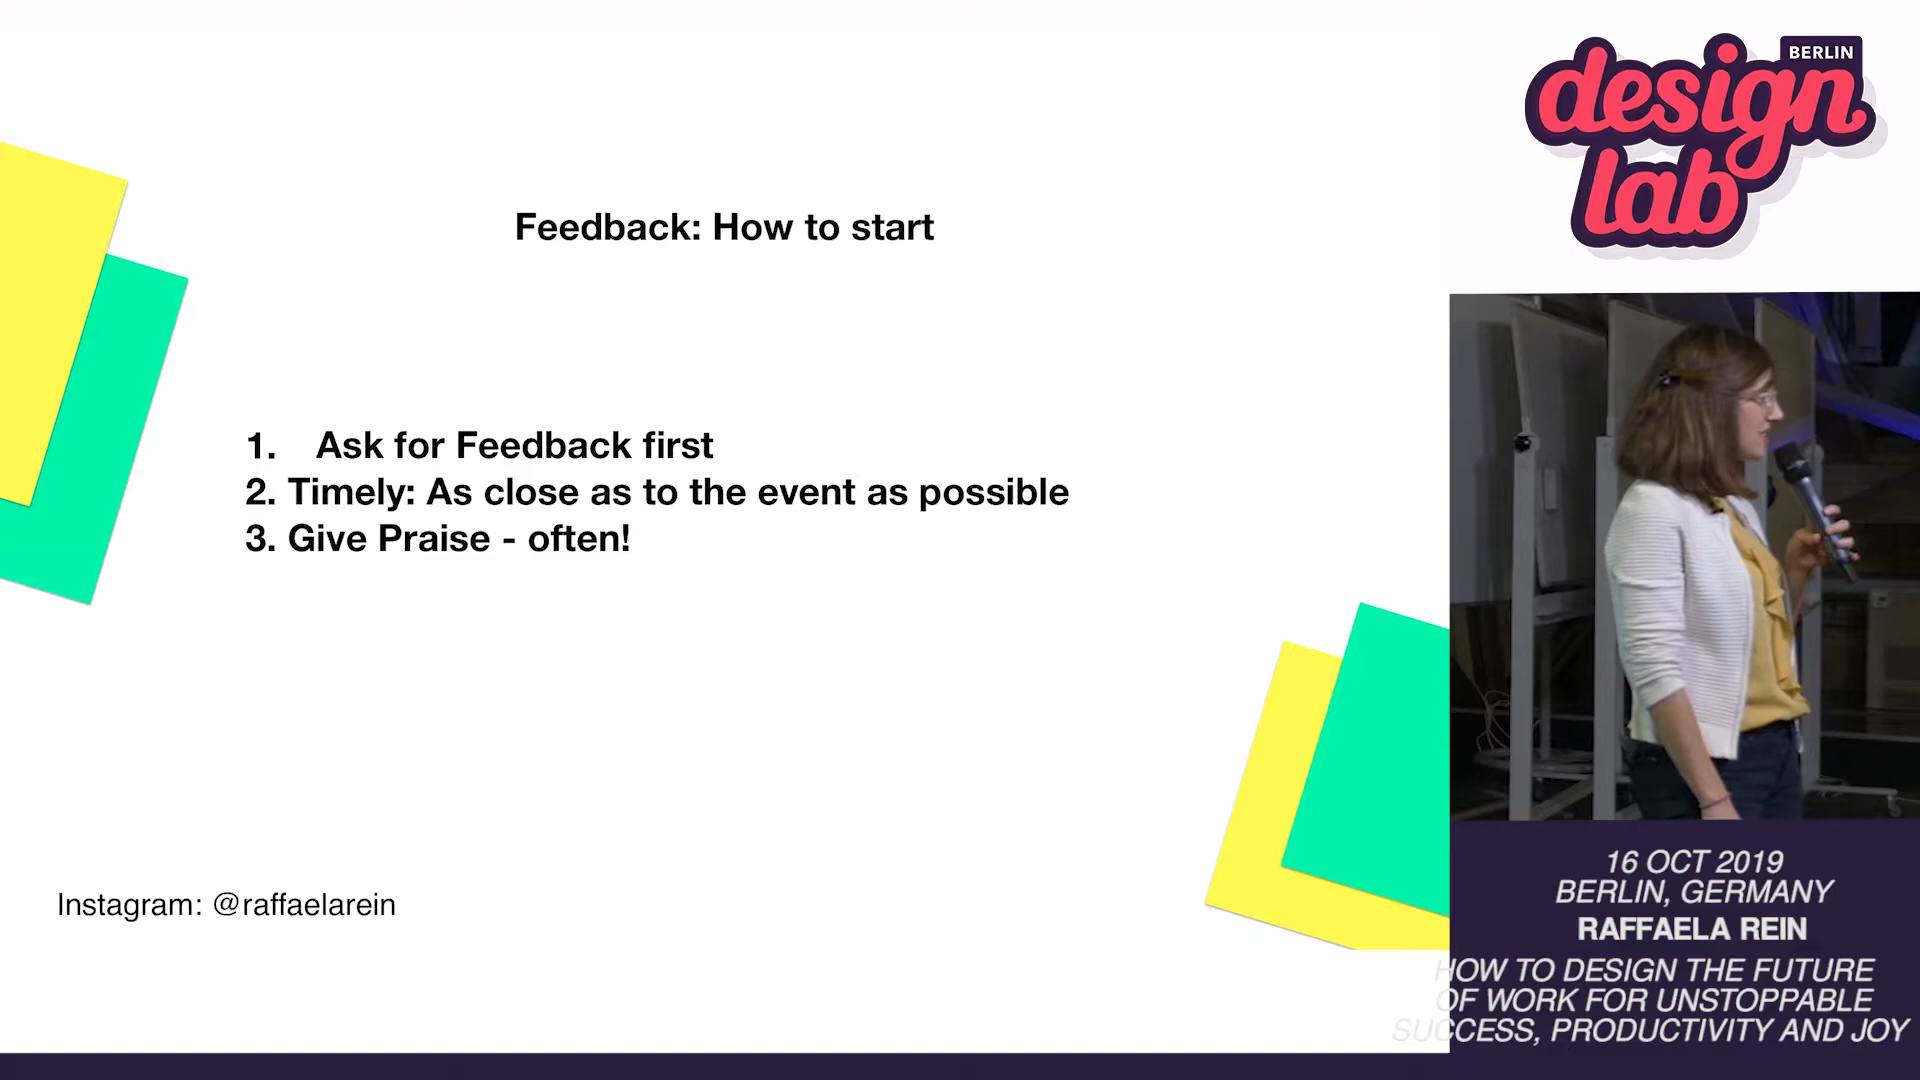 Feedback: How to start
1. Ask for Feedback first
2. Timely: As close as to the event as possible
3. Give Praise - often!
Instagram: @raffaelarein
BERLIN
design
lab
16 OCT 2019
BERLIN, GERMANY
RAFFAELA REIN
HOW TO DESIGN THE FUTURE
OF WORK FOR UNSTOPPABLE
SUCCESS, PRODUCTIVITY AND JOY